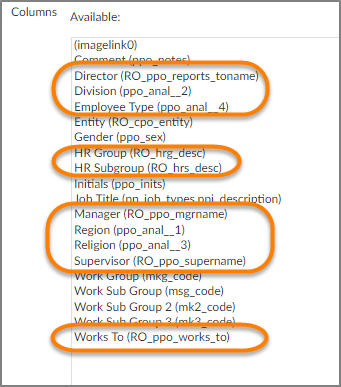 Columns
Available:
(imagelink0)
Comment (ppo_notes)
Director (RO_ppo_reports_toname)
Division (ppo_anal__2)
Employee Type (ppo_anal__4)
Entity (RO_cpo_entity)
Gender (ppo_sex)
HR Group (RO_hrg_desc)
HR Subgroup (RO_hrs_desc)
Initials (ppo_inits)
Job Title (pp_job_types.ppj_description)
Manager (RO_ppo_mgrname)
Region (ppo_anal__1)
Religion (ppo_anal__3)
Supervisor (RO_ppo_supername)
Work Group (mkg_code)
Work Sub Group (msg_code)
Work Sub Group 2 (mk2_code)
Work Sub Group 3 (mk3_code)
Works To (RO_ppo_works_to)